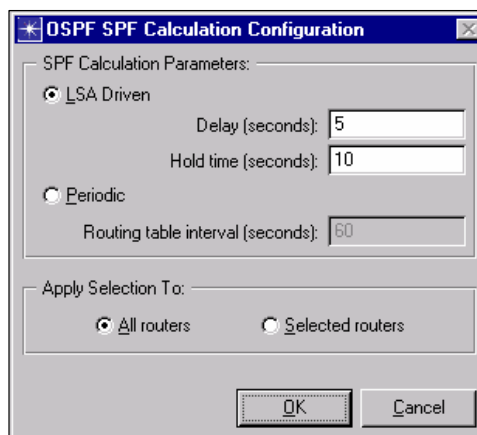 OSPF SPF Calculation Configuration
SPF Calculation Parameters:
LSA Driven
Delay (seconds): 5
Hold time (seconds): 10
Periodic
Routing table interval (seconds): 60
Apply Selection To:
All routers Selected routers
OK Cancel